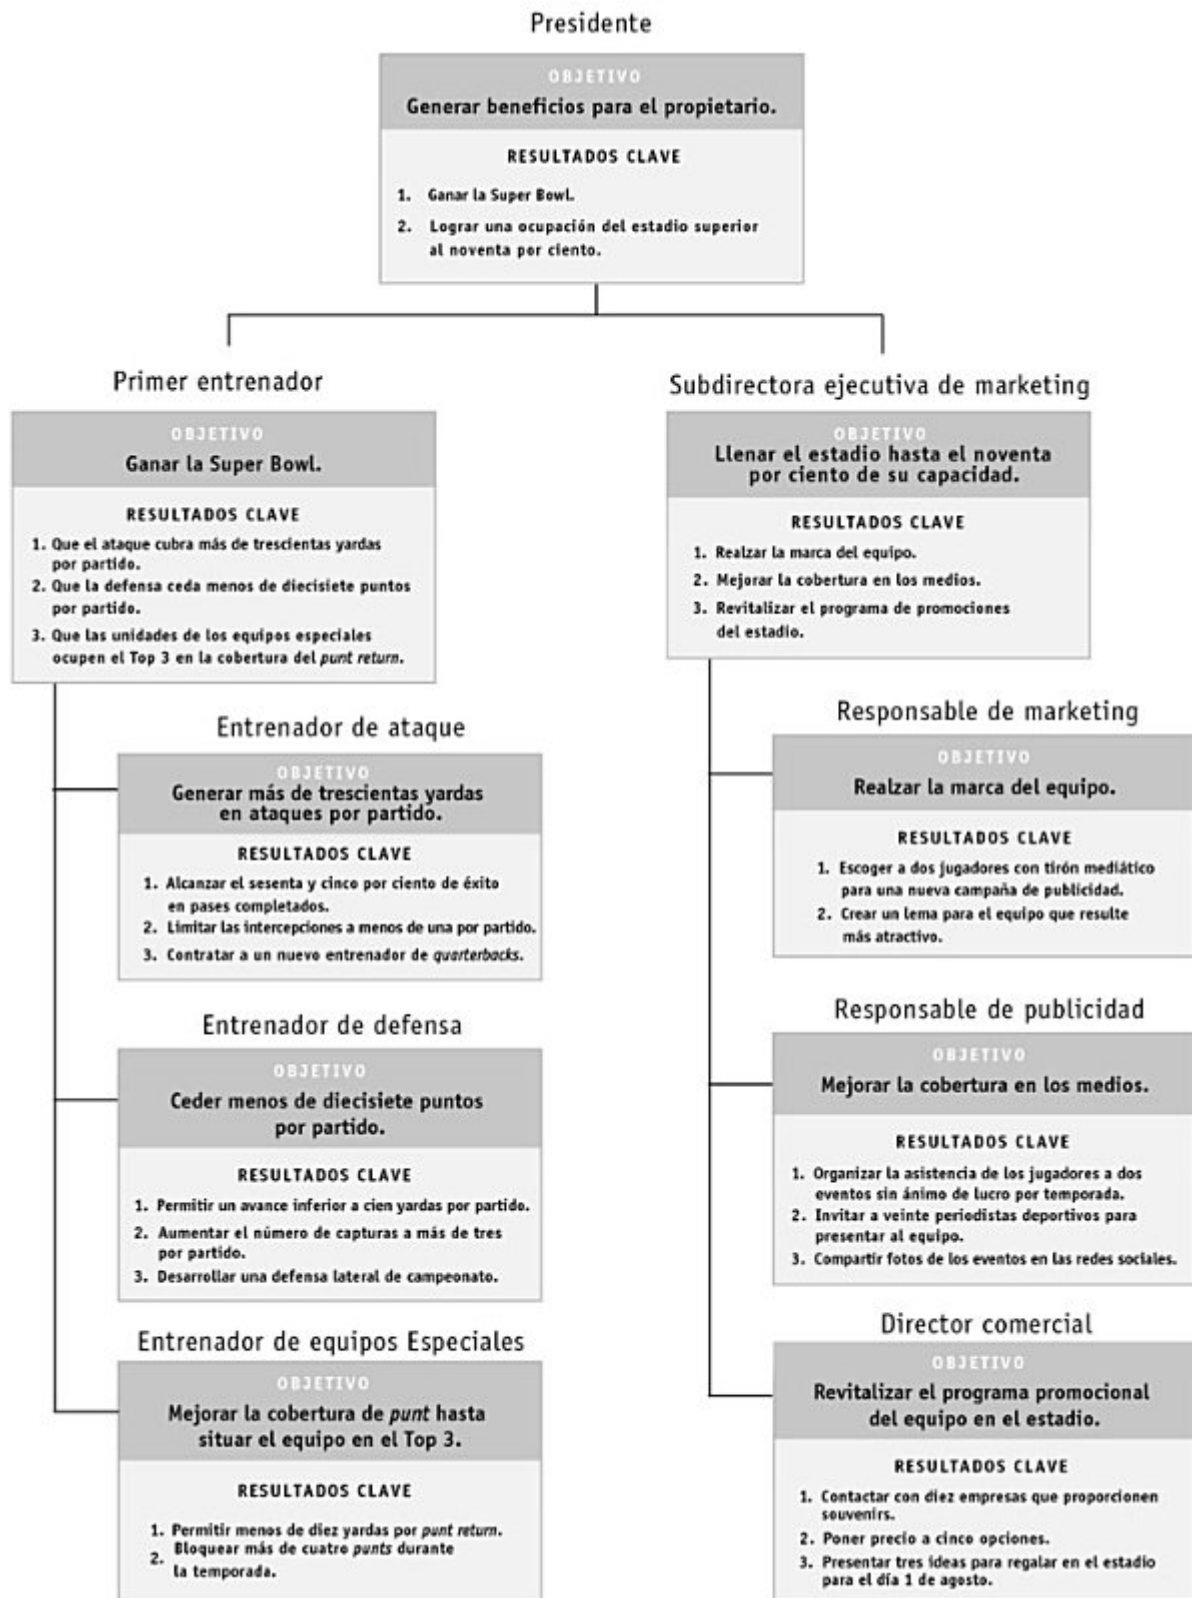 Presidente
OBJETIVO
Generar beneficios para el propietario.
RESULTADOS CLAVE
1. Ganar la Super Bowl.
2. Lograr una ocupación del estadio superior
al noventa por ciento.
Primer entrenador
OBJETIVO
Ganar la Super Bowl.
RESULTADOS CLAVE
1. Que el ataque cubra más de trescientas yardas
por partido.
2. Que la defensa ceda menos de diecisiete puntos
por partido.
3. Que las unidades de los equipos especiales
ocupen el Top 3 en la cobertura del punt return.
Entrenador de ataque
OBJETIVO
Generar más de trescientas yardas
en ataques por partido.
RESULTADOS CLAVE
1. Alcanzar el sesenta y cinco por ciento de éxito
en pases completados.
2. Limitar las intercepciones a menos de una por partido.
3. Contratar a un nuevo entrenador de quarterbacks.
Entrenador de defensa
OBJETIVO
Ceder menos de diecisiete puntos
por partido.
RESULTADOS CLAVE
1. Permitir un avance inferior a cien yardas por partido.
2. Aumentar el número de capturas a más de tres
por partido.
3. Desarrollar una defensa lateral de campeonato.
Entrenador de equipos Especiales
OBJETIVO
Mejorar la cobertura de punt hasta
situar el equipo en el Top 3.
RESULTADOS CLAVE
1. Permitir menos de diez yardas por punt return.
2. Bloquear más de cuatro punts durante
la temporada.
Subdirectora ejecutiva de marketing
OBJETIVO
Llenar el estadio hasta el noventa
por ciento de su capacidad.
RESULTADOS CLAVE
1. Realzar la marca del equipo.
2. Mejorar la cobertura en los medios.
3. Revitalizar el programa de promociones
del estadio.
Responsable de marketing
OBJETIVO
Realzar la marca del equipo.
RESULTADOS CLAVE
1. Escoger a dos jugadores con tirón mediático
para una nueva campaña de publicidad.
2. Crear un lema para el equipo que resulte
más atractivo.
Responsable de publicidad
OBJETIVO
Mejorar la cobertura en los medios.
RESULTADOS CLAVE
1. Organizar la asistencia de los jugadores a dos
eventos sin ánimo de lucro por temporada.
2. Invitar a veinte periodistas deportivos para
presentar al equipo.
3. Compartir fotos de los eventos en las redes sociales.
Director comercial
OBJETIVO
Revitalizar el programa promocional
del equipo en el estadio.
RESULTADOS CLAVE
1. Contactar con diez empresas que proporcionen
souvenirs.
2. Poner precio a cinco opciones.
3. Presentar tres ideas para regalar en el estadio
para el día 1 de agosto.